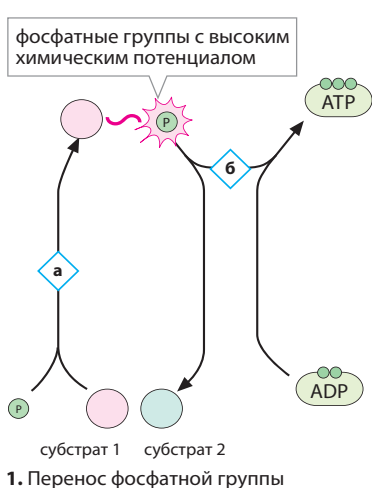 фосфатные группы с высоким
химическим потенциалом
P
ATP
б
а
ADP
P
субстрат 1 субстрат 2
1. Перенос фосфатной группы